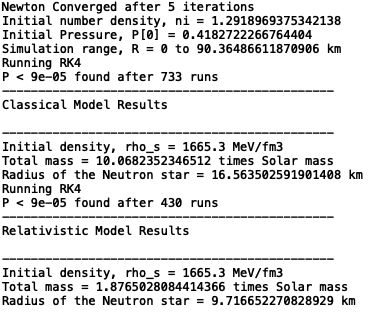 Newton Converged after 5 iterations
Initial number density, ni = 1.2918969375342138
Initial Pressure, P[0] = 0.4182722266764404
Simulation range, R = 0 to 90.36486611870906 km
Running RK4
P < 9e-05 found after 733 runs
-----------------------------------------------
Classical Model Results

-----------------------------------------------
Initial density, rho_s = 1665.3 MeV/fm3
Total mass = 10.0682352346512 times Solar mass
Radius of the Neutron star = 16.563502591901408 km
Running RK4
P < 9e-05 found after 430 runs
-----------------------------------------------
Relativistic Model Results

-----------------------------------------------
Initial density, rho_s = 1665.3 MeV/fm3
Total mass = 1.8765028084414366 times Solar mass
Radius of the Neutron star = 9.716652270828929 km